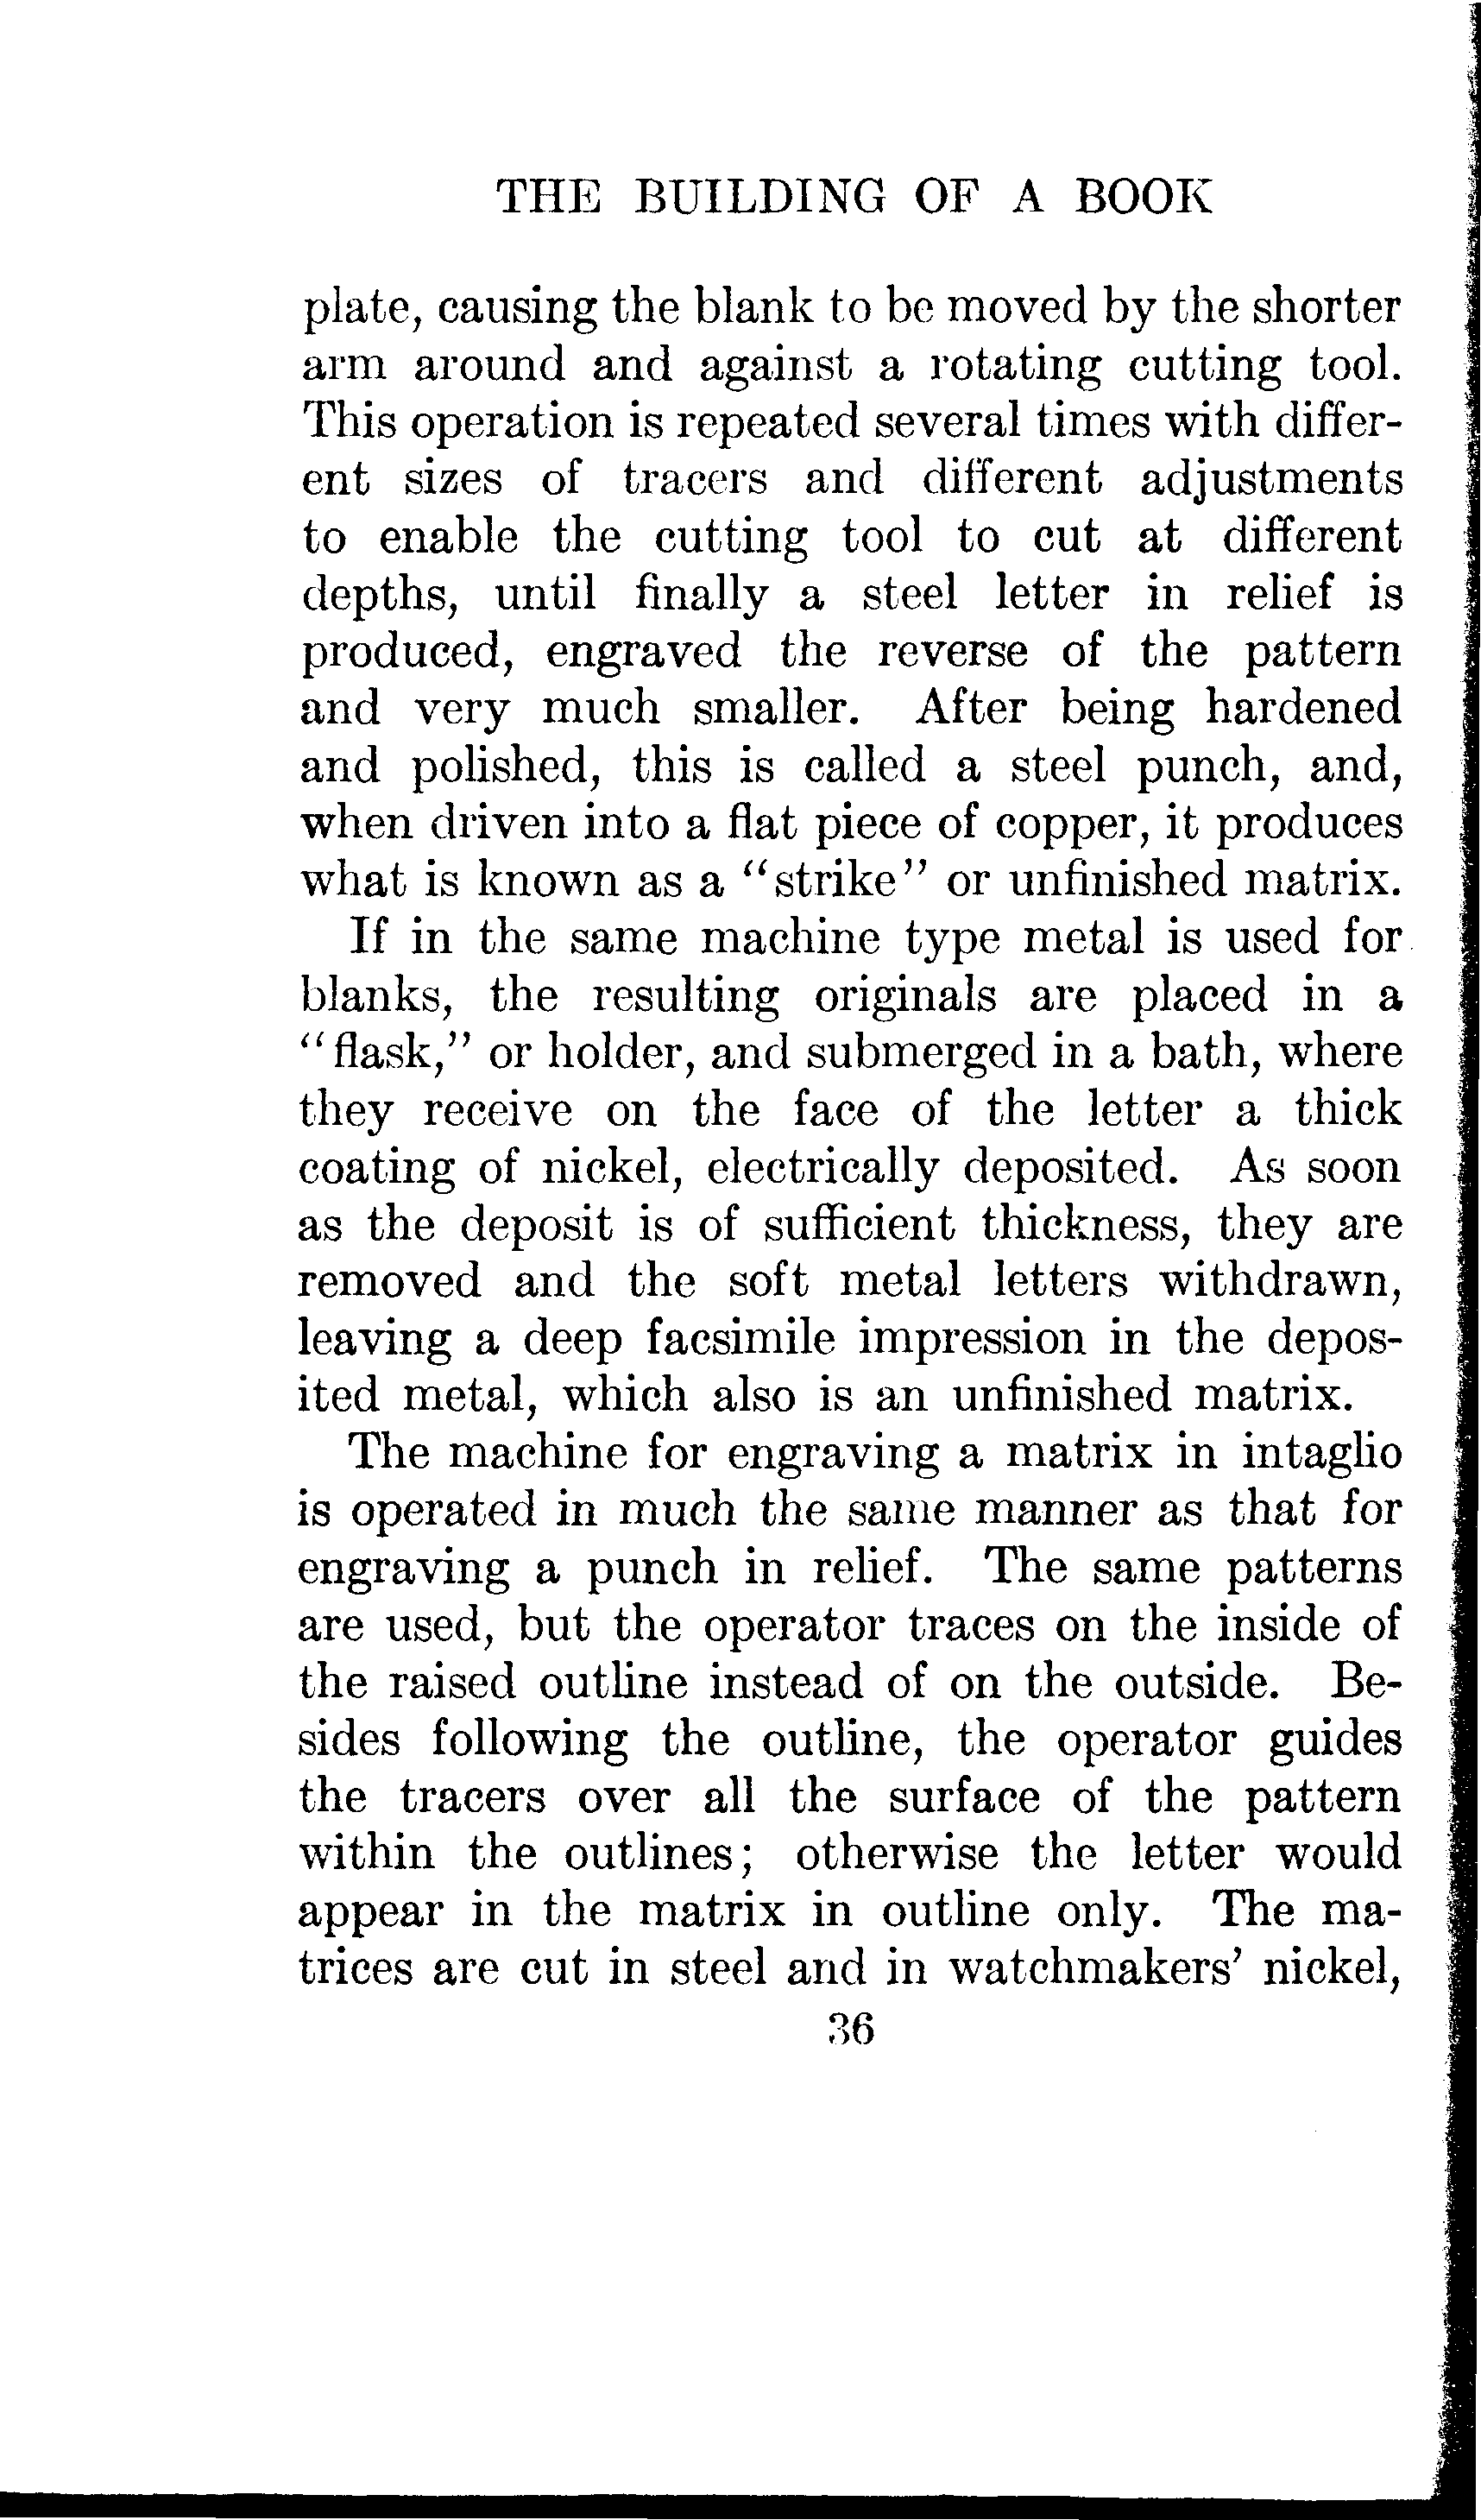 THE BUILDING OF A BOOK
plate, causing the blank to be moved by the shorter
arm around and against a rotating cutting tool.
This operation is repeated several times with differ-
ent sizes of tracers and different adjustments
to enable the cutting tool to cut at different
depths, until finally a steel letter in relief is
produced, engraved the reverse of the pattern
and very much smaller. After being hardened
and polished, this is called a steel punch, and,
when driven into a flat piece of copper, it produces
what is known as a "strike" or unfinished matrix.
If in the same machine type metal is used for
blanks, the resulting originals are placed in a
"flask," or holder, and submerged in a bath, where
they receive on the face of the letter a thick
coating of nickel, electrically deposited. As soon
as the deposit is of sufficient thickness, they are
removed and the soft metal letters withdrawn,
leaving a deep facsimile impression in the depos-
ited metal, which also is an unfinished matrix.
The machine for engraving a matrix in intaglio
is operated in much the same manner as that for
engraving a punch in relief. The same patterns
are used, but the operator traces on the inside of
the raised outline instead of on the outside. Be-
sides following the outline, the operator guides
the tracers over all the surface of the pattern
within the outlines; otherwise the letter would
appear in the matrix in outline only. The ma-
trices are cut in steel and in watchmakers' nickel,
36